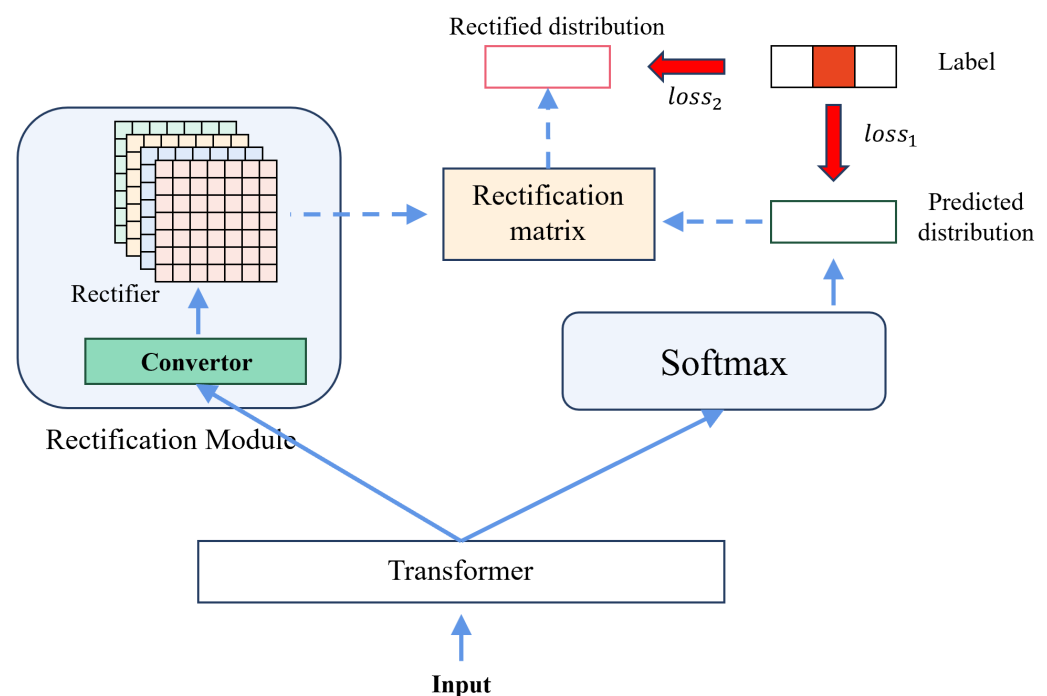 Rectified distribution
Label
loss₂
loss₁
Rectification
matrix
Predicted
distribution
Rectifier
Convertor
Softmax
Rectification Module
Transformer
Input